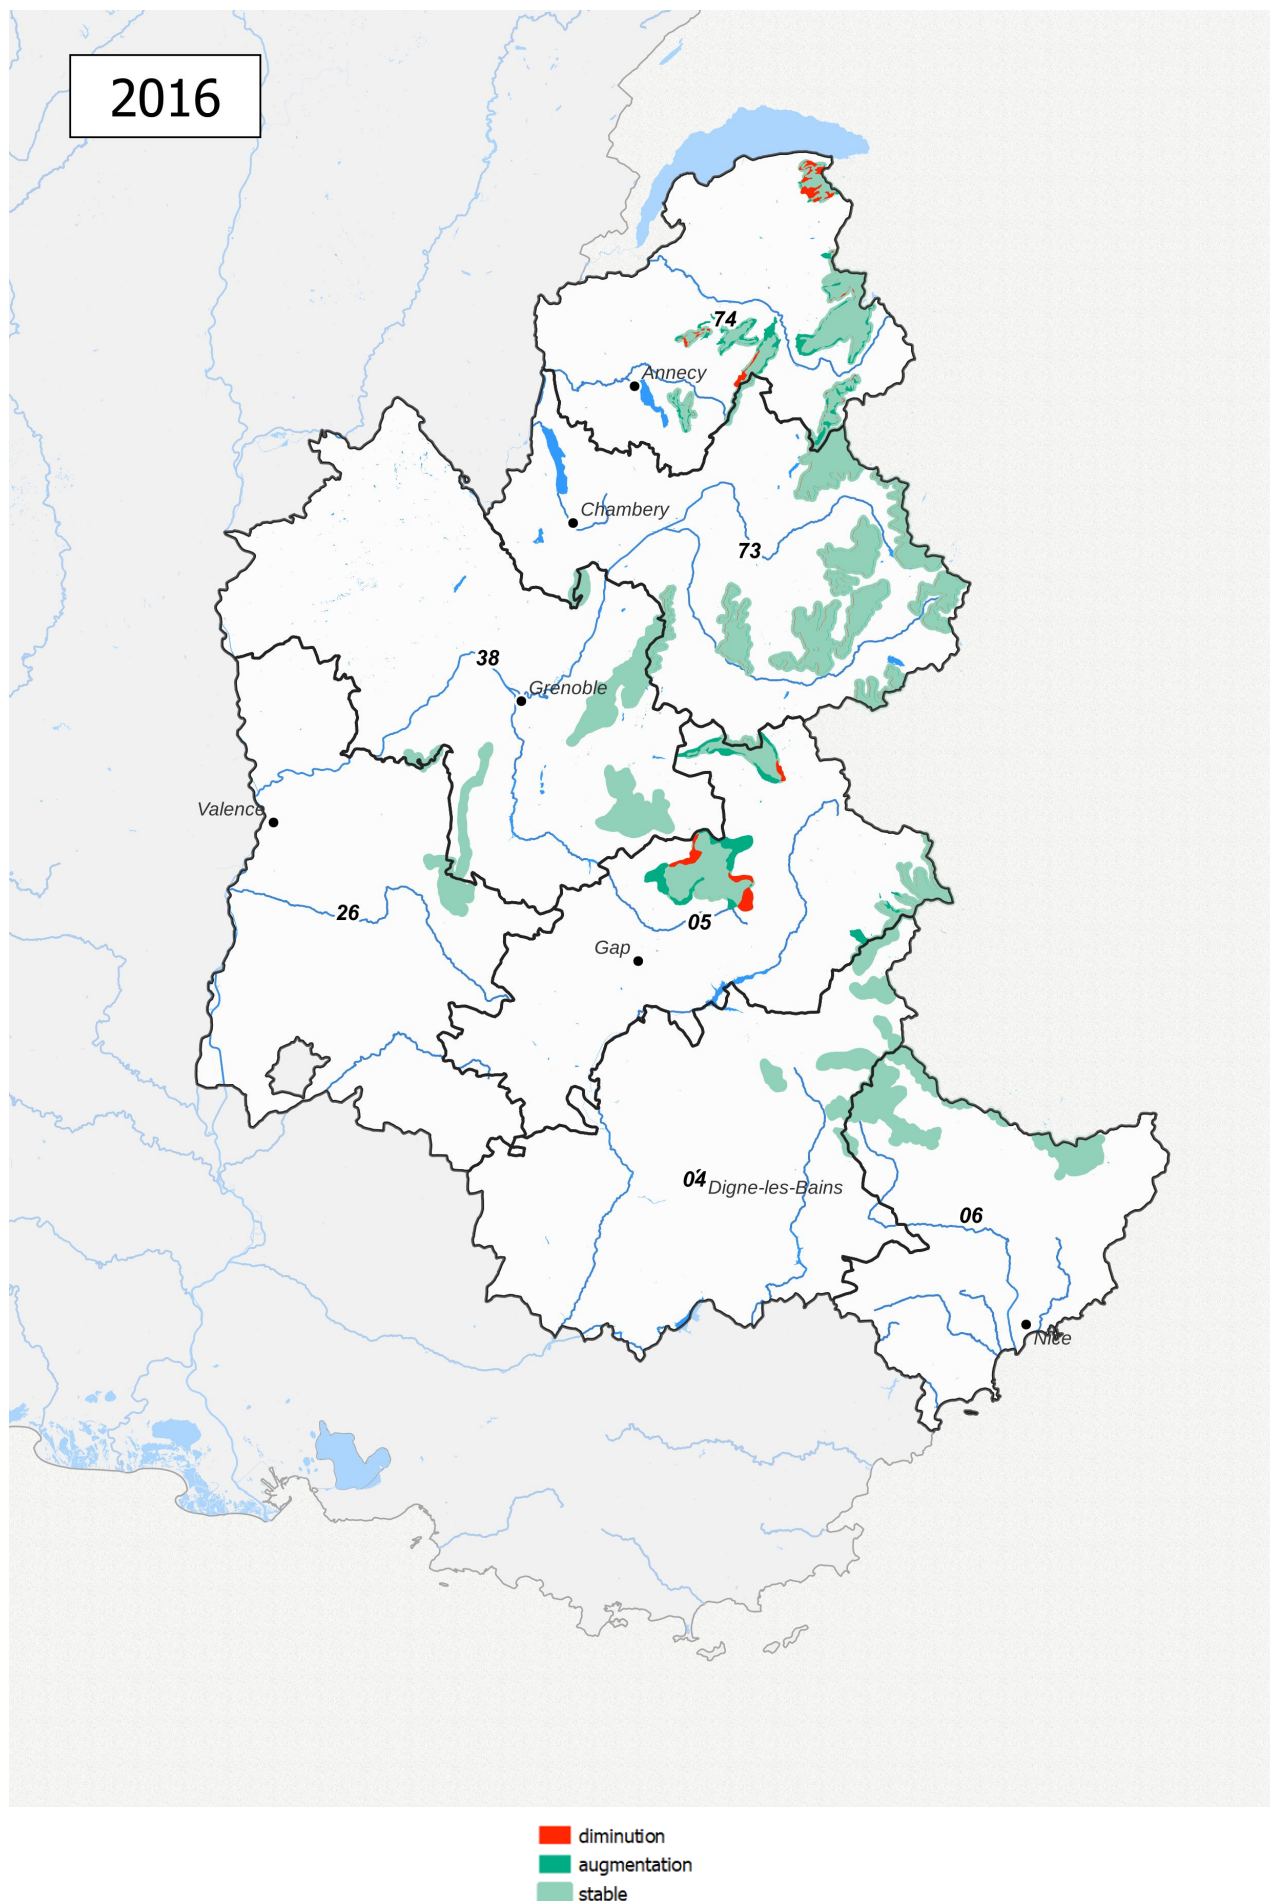 2016
74
Annecy
Chambery
73
38
Grenoble
Valence
26
05
Gap
04
Digne-les-Bains
06
Nice
diminution
augmentation
stable